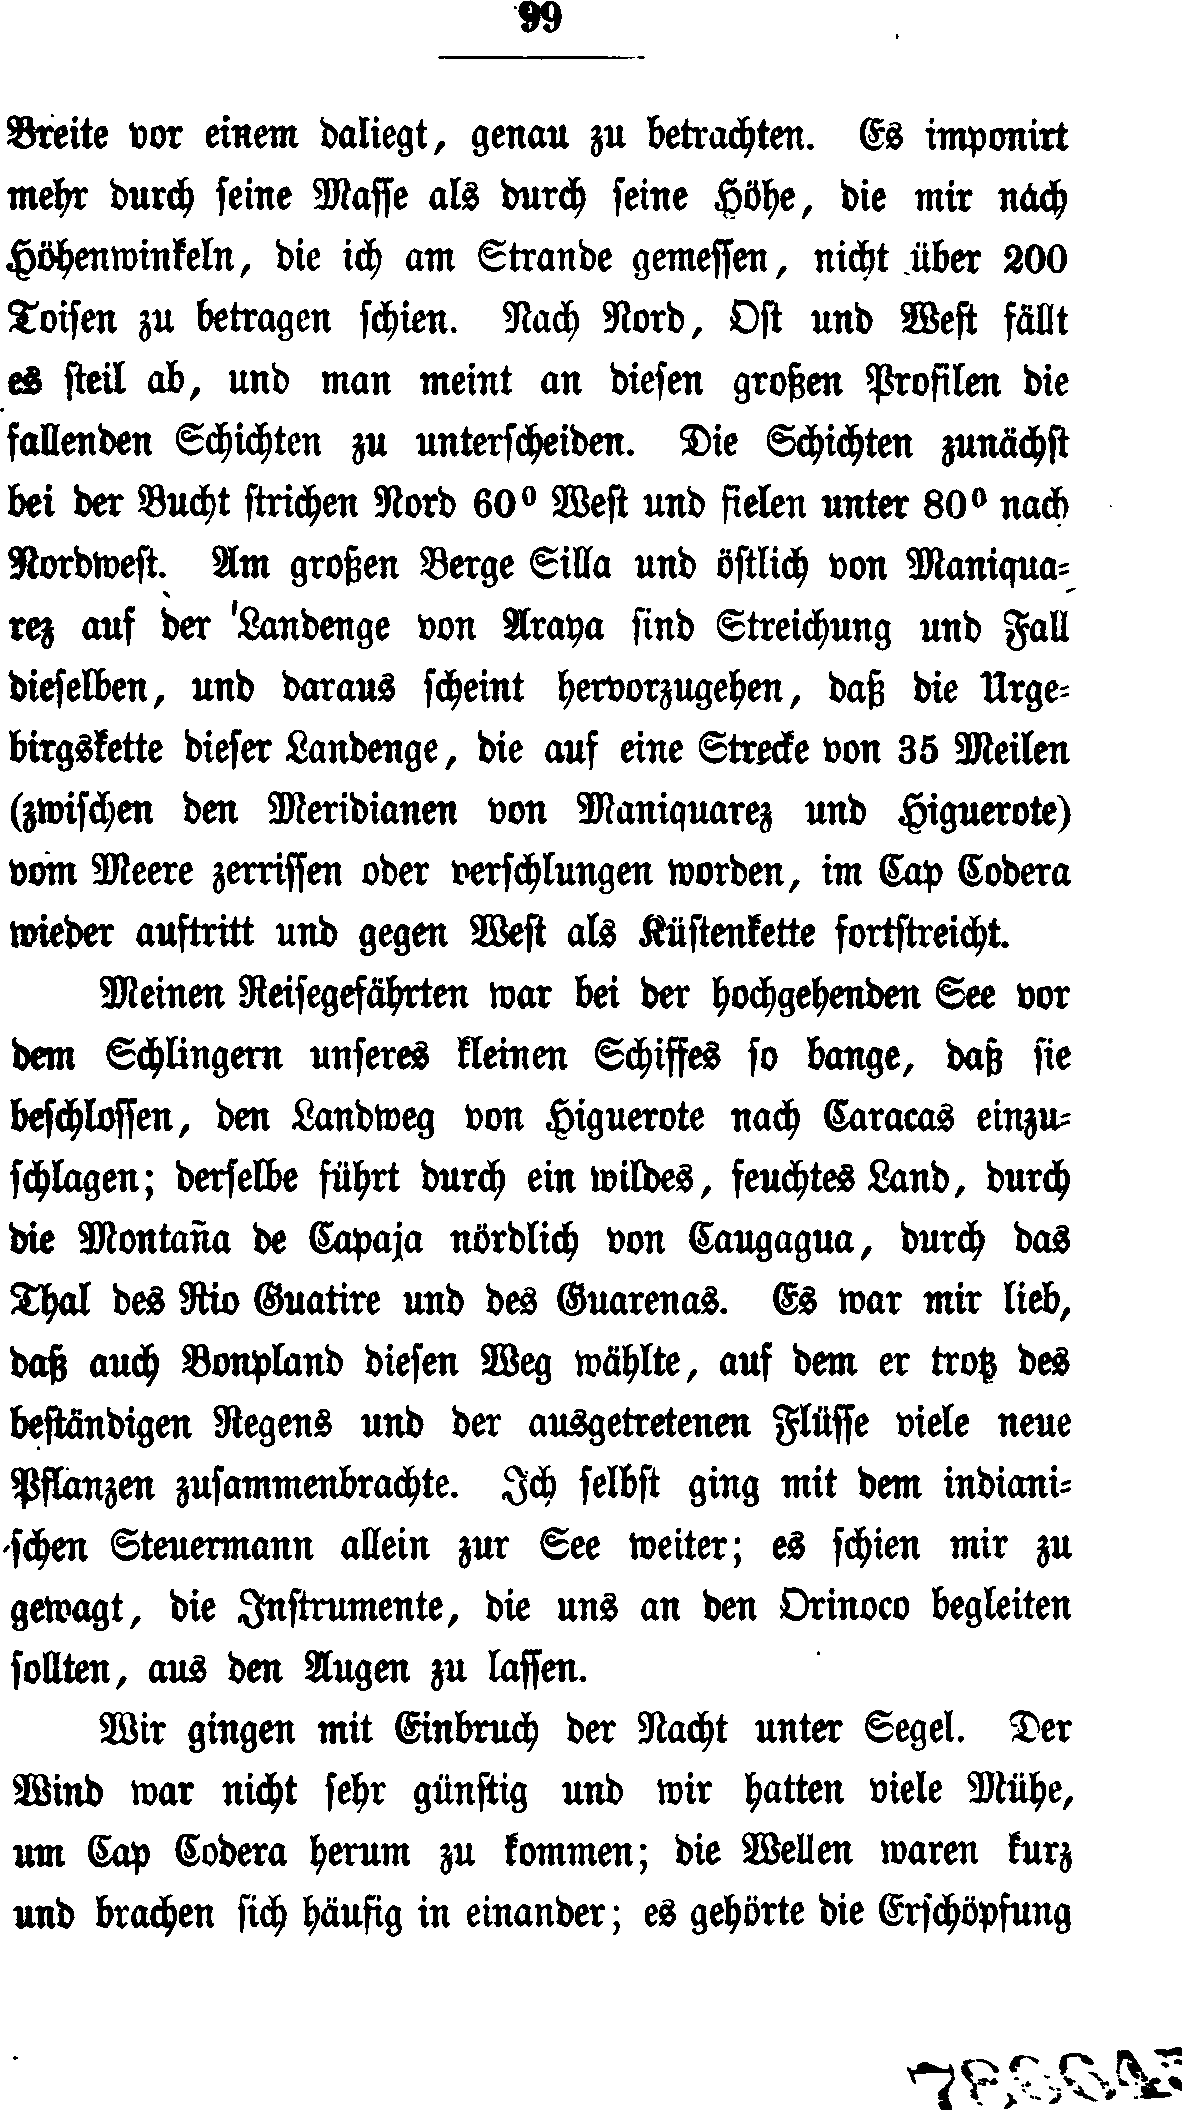 99
Breite vor einem daliegt, genau zu betrachten. Es imponirt
mehr durch seine Masse als durch seine Höhe, die mir nach
Höhenwinkeln, die ich am Strande gemessen, nicht über 200
Toisen zu betragen schien. Nach Nord, Ost und West fällt
es steil ab, und man meint an diesen großen Profilen die
fallenden Schichten zu unterscheiden. Die Schichten zunächst
bei der Bucht strichen Nord 60° West und fielen unter 80° nach
Nordwest. Am großen Berge Silla und östlich von Maniqua-
rez auf der Landenge von Araya sind Streichung und Fall
dieselben, und daraus scheint hervorzugehen, daß die Urge-
birgskette dieser Landenge, die auf eine Strecke von 35 Meilen
(zwischen den Meridianen von Maniquarez und Higuerote)
vom Meere zerrissen oder verschlungen worden, im Cap Codera
wieder auftritt und gegen West als Küstenkette fortstreicht.
Meinen Reisegefährten war bei der hochgehenden See vor
dem Schlingern unseres kleinen Schiffes so bange, daß sie
beschlossen, den Landweg von Higuerote nach Caracas einzu-
schlagen; derselbe führt durch ein wildes, feuchtes Land, durch
die Montaña de Capaja nördlich von Caugagua, durch das
Thal des Rio Guatire und des Guarenas. Es war mir lieb,
daß auch Bonpland diesen Weg wählte, auf dem er trotz des
beständigen Regens und der ausgetretenen Flüsse viele neue
Pflanzen zusammenbrachte. Ich selbst ging mit dem indiani-
schen Steuermann allein zur See weiter; es schien mir zu
gewagt, die Instrumente, die uns an den Orinoco begleiten
sollten, aus den Augen zu lassen.
Wir gingen mit Einbruch der Nacht unter Segel. Der
Wind war nicht sehr günstig und wir hatten viele Mühe,
um Cap Codera herum zu kommen; die Wellen waren kurz
und brachen sich häufig in einander; es gehörte die Erschöpfung